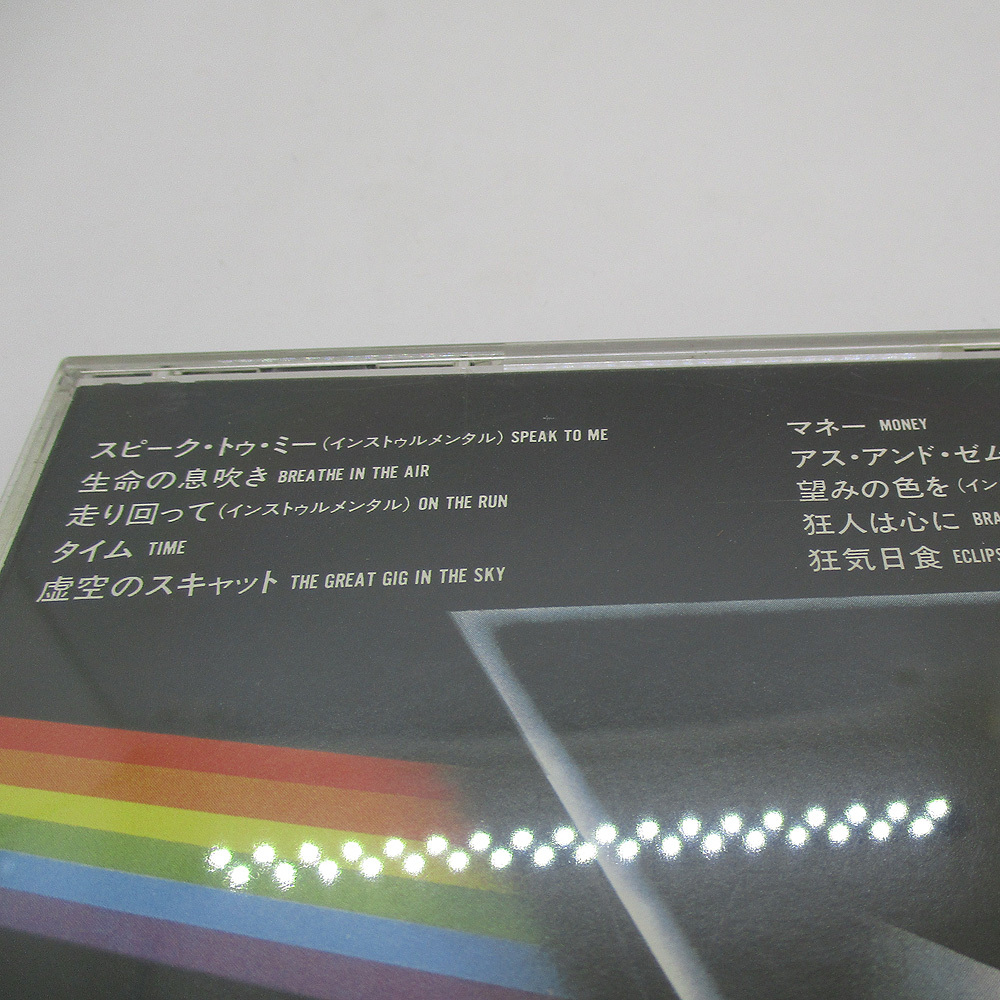 スピーク・トゥ・ミー(インストゥルメンタル) SPEAK TO ME
生命の息吹き BREATHE IN THE AIR
走り回って(インストゥルメンタル) ON THE RUN
タイム TIME
虚空のスキャット THE GREAT GIG IN THE SKY
マネー MONEY
アス・アンド・ゼム
望みの色を(イン
狂人は心に BRA
狂気日食 ECLIPS